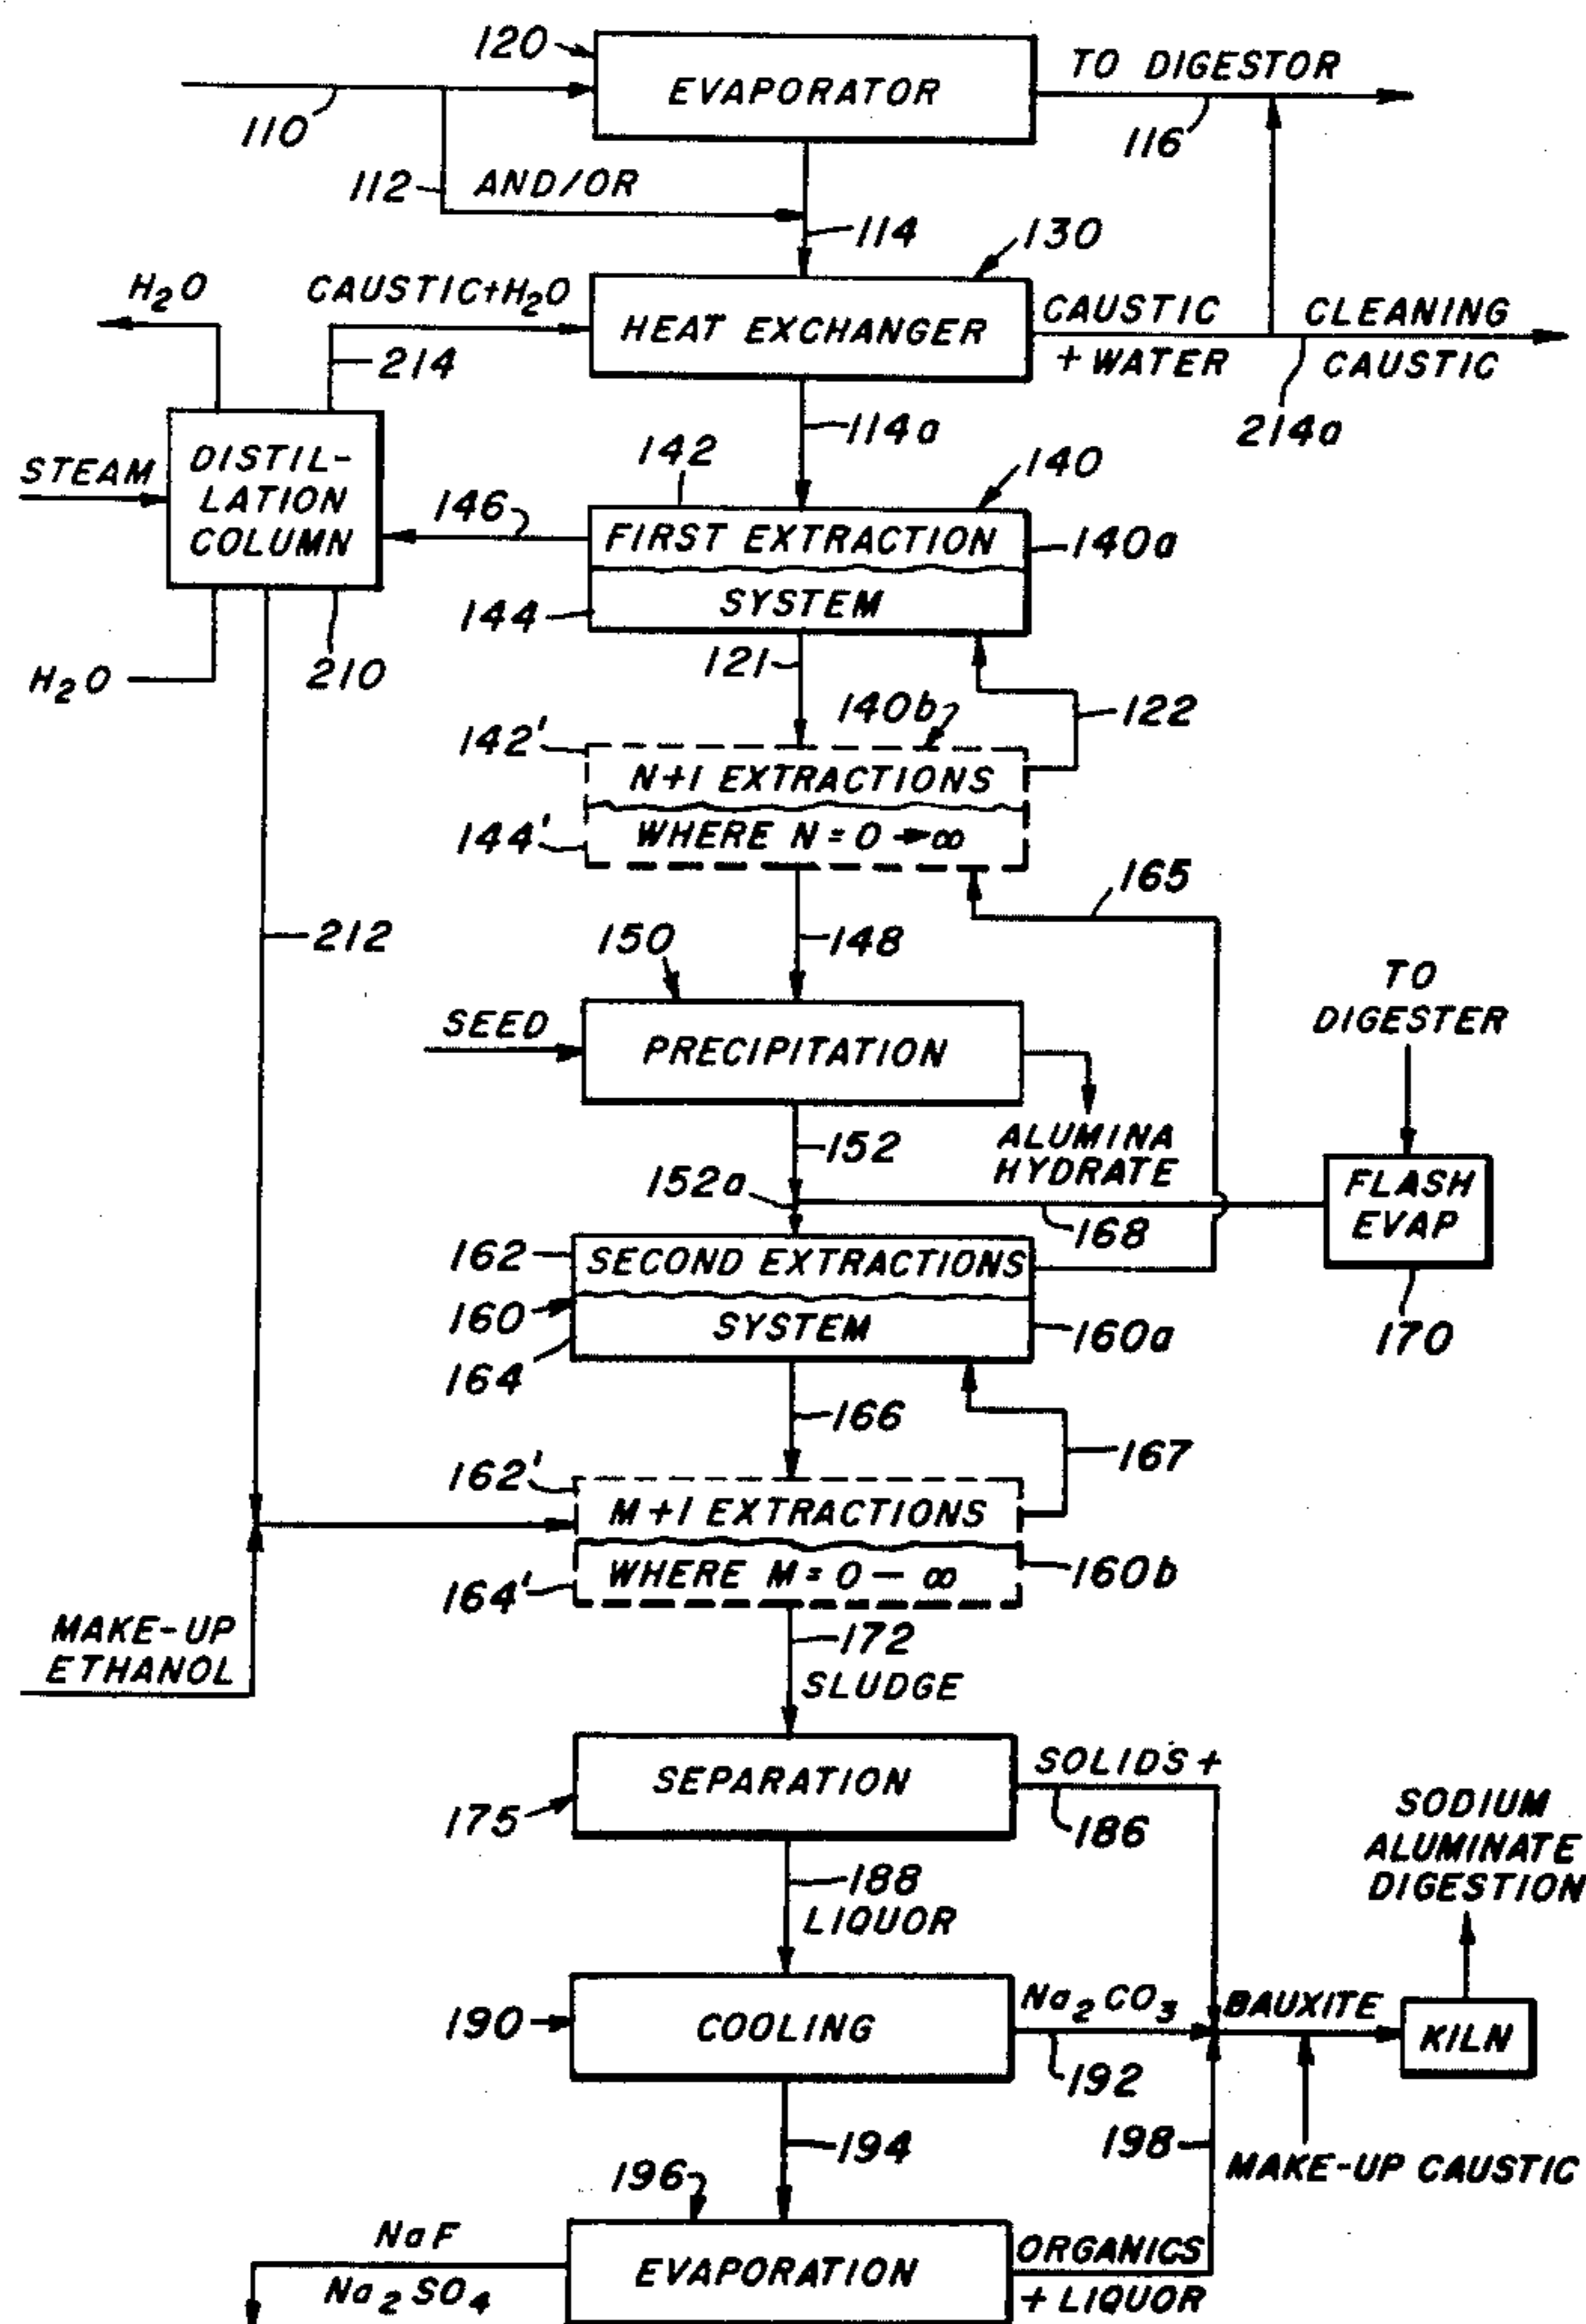 120
EVAPORATOR
TO DIGESTOR
110
116
112
AND/OR
114
130
H2O
CAUSTIC+H2O
HEAT EXCHANGER
CAUSTIC
+ WATER
CLEANING
CAUSTIC
214
214a
114a
STEAM
DISTIL-
LATION
COLUMN
142
140
146
FIRST EXTRACTION
140a
144
SYSTEM
H2O
210
121
122
140b
142'
N+1 EXTRACTIONS
144'
WHERE N=0→∞
165
212
150
148
TO
DIGESTER
SEED
PRECIPITATION
152
ALUMINA
HYDRATE
152a
168
FLASH
EVAP
162
SECOND EXTRACTIONS
160
SYSTEM
160a
164
170
166
167
162'
M+1 EXTRACTIONS
164'
WHERE M=0-∞
160b
MAKE-UP
ETHANOL
172
SLUDGE
SEPARATION
SOLIDS +
175
186
SODIUM
ALUMINATE
DIGESTION
188
LIQUOR
190
COOLING
Na2CO3
BAUXITE
KILN
192
194
198
MAKE-UP CAUSTIC
196
NaF
Na2SO4
EVAPORATION
ORGANICS
+ LIQUOR